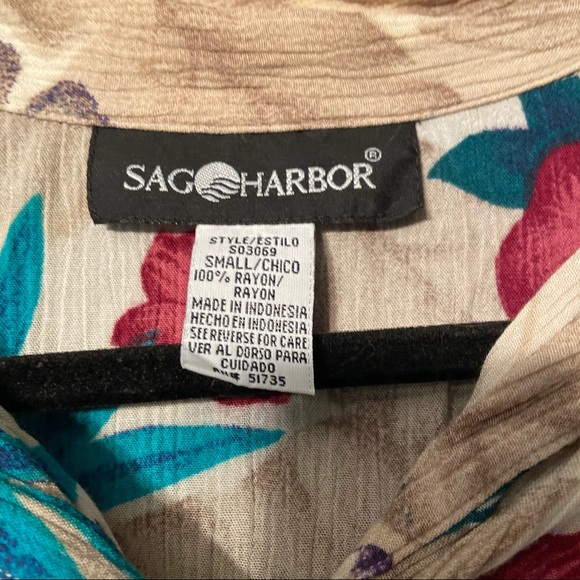 SAG HARBOR®
STYLE/ESTILO
S03069
SMALL/CHICO
100% RAYON/
RAYON
MADE IN INDONESIA
HECHO EN INDONESIA
SEE REVERSE FOR CARE
VER AL DORSO PARA
CUIDADO
RN# 51735